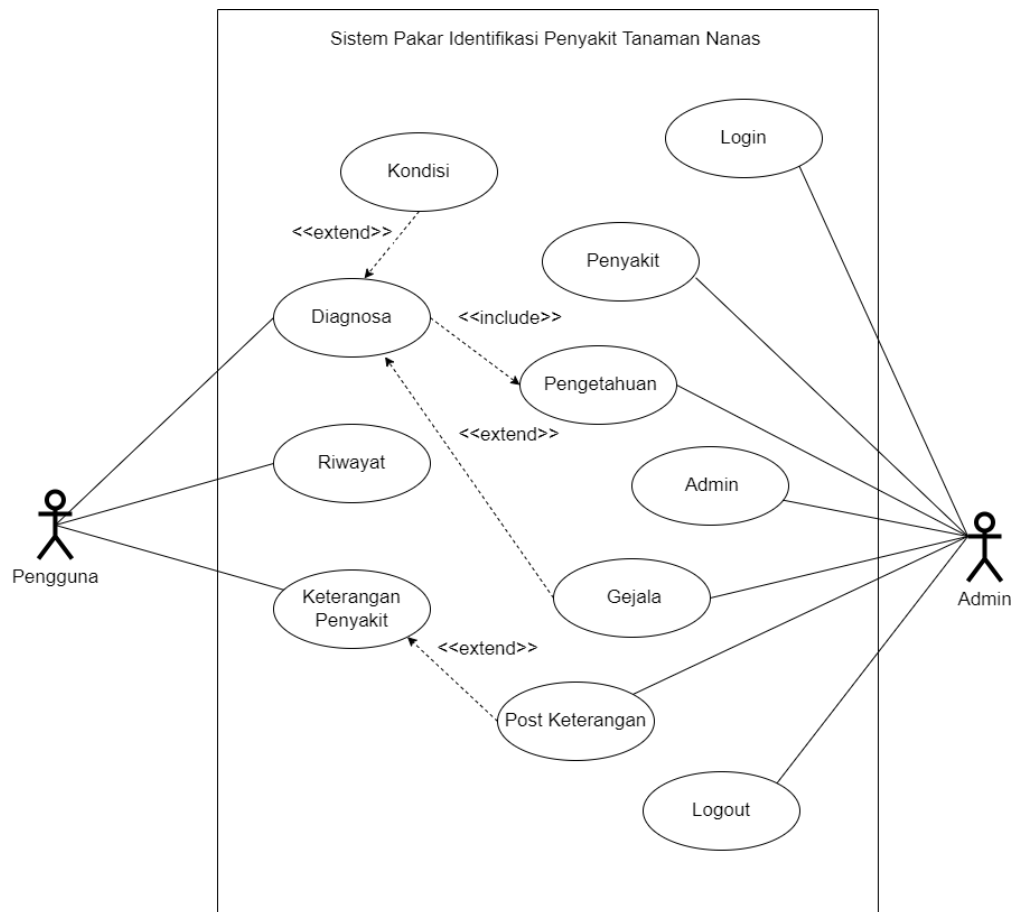 Sistem Pakar Identifikasi Penyakit Tanaman Nanas
Login
Kondisi
<<extend>>
Penyakit
Diagnosa
<<include>>
Pengetahuan
<<extend>>
Riwayat
Admin
Pengguna
Keterangan
Penyakit
Gejala
Admin
<<extend>>
Post Keterangan
Logout